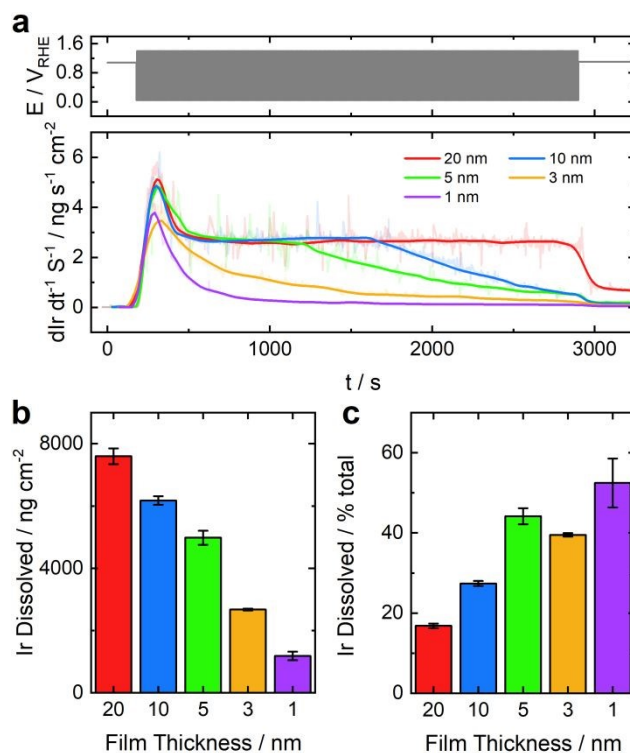 a
E / V_RHE
1.6
0.8
0.0
dIr dt⁻¹ S⁻¹ / ng s⁻¹ cm⁻²
6
4
2
0
20 nm
10 nm
5 nm
3 nm
1 nm
0
1000
2000
3000
t / s
b
Ir Dissolved / ng cm⁻²
8000
4000
0
20
10
5
3
1
Film Thickness / nm
c
Ir Dissolved / % total
60
40
20
0
20
10
5
3
1
Film Thickness / nm